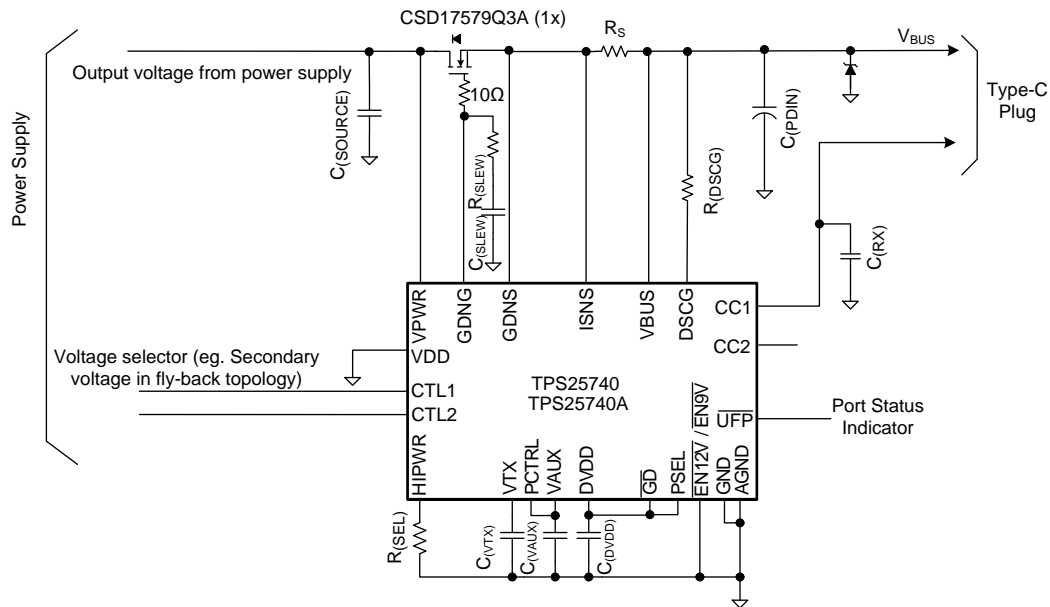 CSD17579Q3A (1x)
RS
VBUS
Output voltage from power supply
10Ω
Type-C
Plug
C(SOURCE)
R(SLEW)
C(SLEW)
R(DSCG)
C(PDIN)
C(RX)
Power Supply
VPWR
GDNG
GDNS
ISNS
VBUS
DSCG
CC1
CC2
VDD
Voltage selector (eg. Secondary
voltage in fly-back topology)
CTL1
CTL2
TPS25740
TPS25740A
UFP
Port Status
Indicator
HIPWR
VTX
PCTRL
VAUX
DVDD
GD
PSEL
EN12V / EN9V
GND
AGND
R(SEL)
C(VTX)
C(VAUX)
C(DVDD)